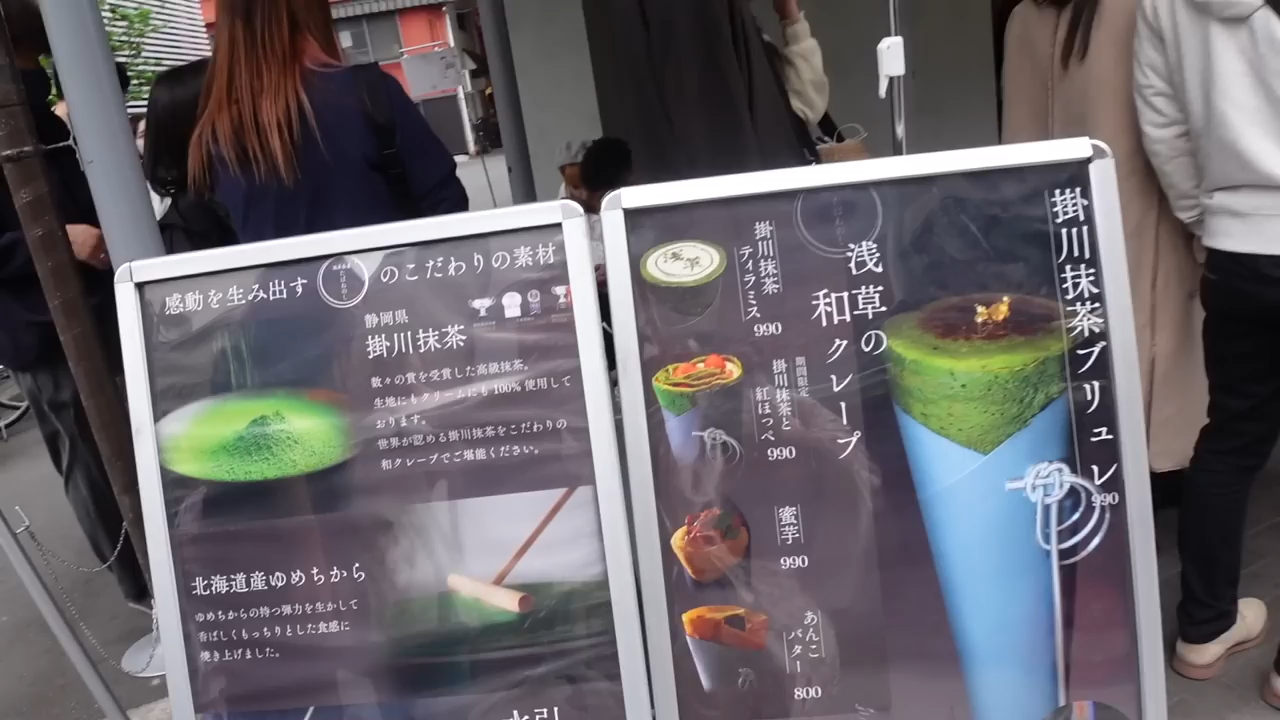 感動を生み出す
のこだわりの素材
静岡県
掛川抹茶
数々の賞を受賞した高級抹茶。
生地にもクリームにも100%使用して
おります。
世界が認める掛川抹茶をこだわりの
和クレープでご堪能ください。
北海道産ゆめちから
ゆめちからの持つ弾力を生かして
香ばしくもっちりとした食感に
焼き上げました。
水引
掛川抹茶ブリュレ
990
浅草の
和クレープ
浅草
掛川抹茶
ティラミス
990
期間限定
掛川抹茶と
紅ほっぺ
990
蜜芋
990
あんこ
バター
800